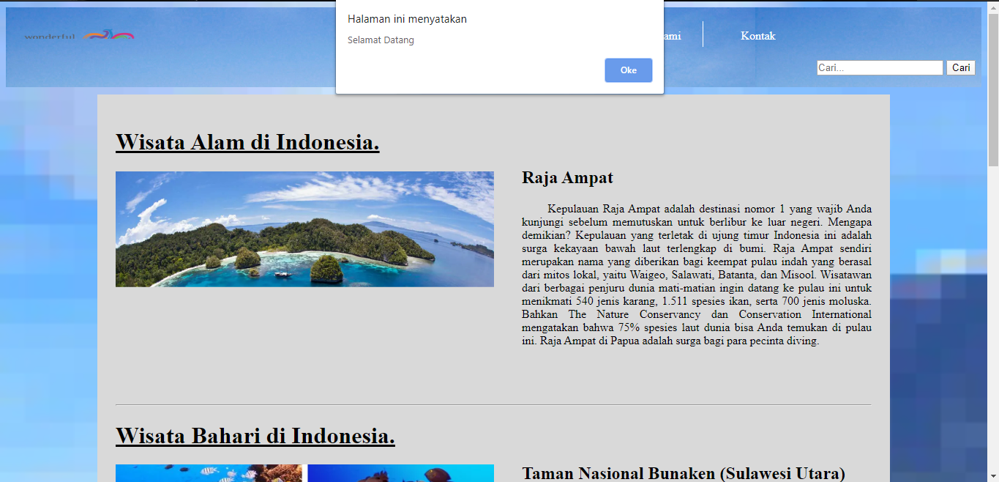 Halaman ini menyatakan
Selamat Datang
Oke
wonderful
ami
Kontak
Cari...
Cari
Wisata Alam di Indonesia.
Raja Ampat
Kepulauan Raja Ampat adalah destinasi nomor 1 yang wajib Anda
kunjungi sebelum memutuskan untuk berlibur ke luar negeri. Mengapa
demikian? Kepulauan yang terletak di ujung timur Indonesia ini adalah
surga kekayaan bawah laut terlengkap di bumi. Raja Ampat sendiri
merupakan nama yang diberikan bagi keempat pulau indah yang berasal
dari mitos lokal, yaitu Waigeo, Salawati, Batanta, dan Misool. Wisatawan
dari berbagai penjuru dunia mati-matian ingin datang ke pulau ini untuk
menikmati 540 jenis karang, 1.511 spesies ikan, serta 700 jenis moluska.
Bahkan The Nature Conservancy dan Conservation International
mengatakan bahwa 75% spesies laut dunia bisa Anda temukan di pulau
ini. Raja Ampat di Papua adalah surga bagi para pecinta diving.
Wisata Bahari di Indonesia.
Taman Nasional Bunaken (Sulawesi Utara)